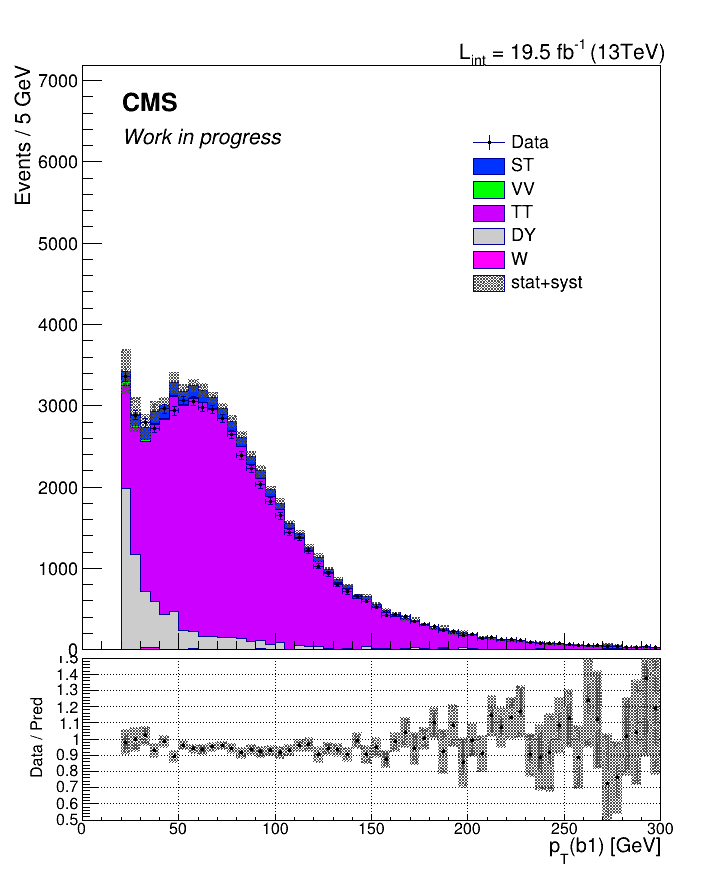 L_int = 19.5 fb^-1 (13TeV)
Events / 5 GeV
7000
CMS
Work in progress
6000
Data
ST
VV
TT
DY
W
stat+syst
5000
4000
3000
2000
1000
0
Data / Pred
1.5
1.4
1.3
1.2
1.1
1
0.9
0.8
0.7
0.6
0.5
0 50 100 150 200 250 300
p_T(b1) [GeV]